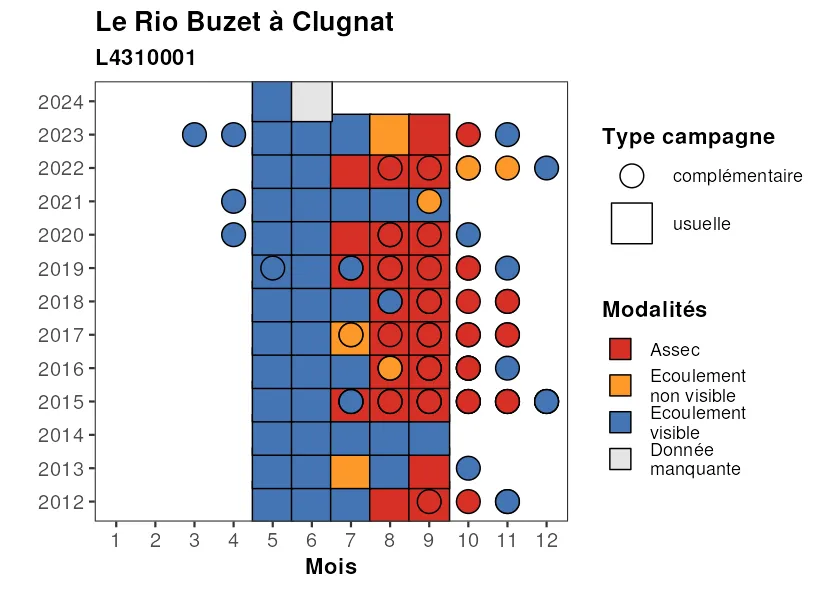 Le Rio Buzet à Clugnat
L4310001
2024
2023
2022
2021
2020
2019
2018
2017
2016
2015
2014
2013
2012
1 2 3 4 5 6 7 8 9 10 11 12
Mois
Type campagne
complémentaire
usuelle
Modalités
Assec
Ecoulement
non visible
Ecoulement
visible
Donnée
manquante